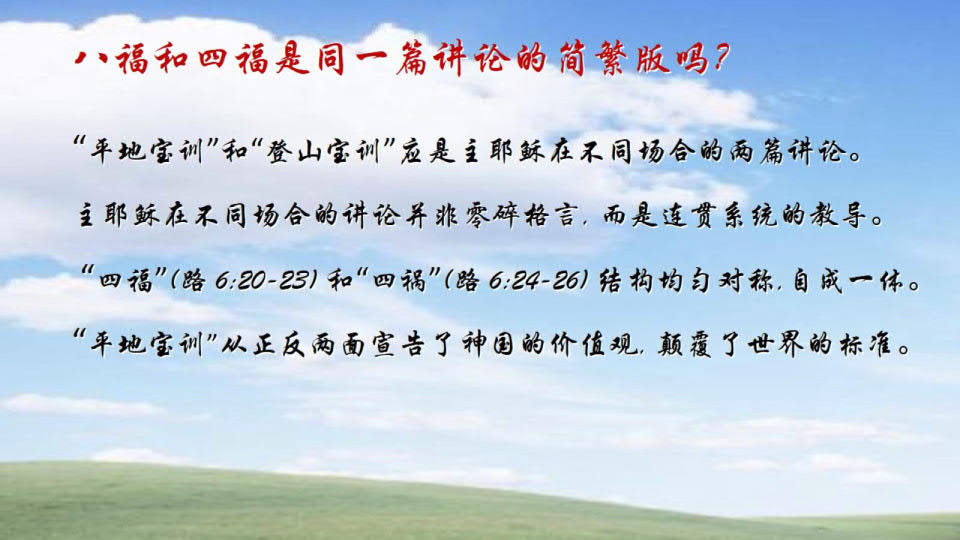 八福和四福是同一篇讲论的简繁版吗？
“平地宝训”和“登山宝训”应是主耶稣在不同场合的两篇讲论。
主耶稣在不同场合的讲论并非零碎格言, 而是连贯系统的教导。
“四福”(路 6:20-23) 和“四祸”(路 6:24-26) 结构均匀对称,自成一体。
“平地宝训”从正反两面宣告了神国的价值观, 颠覆了世界的标准。